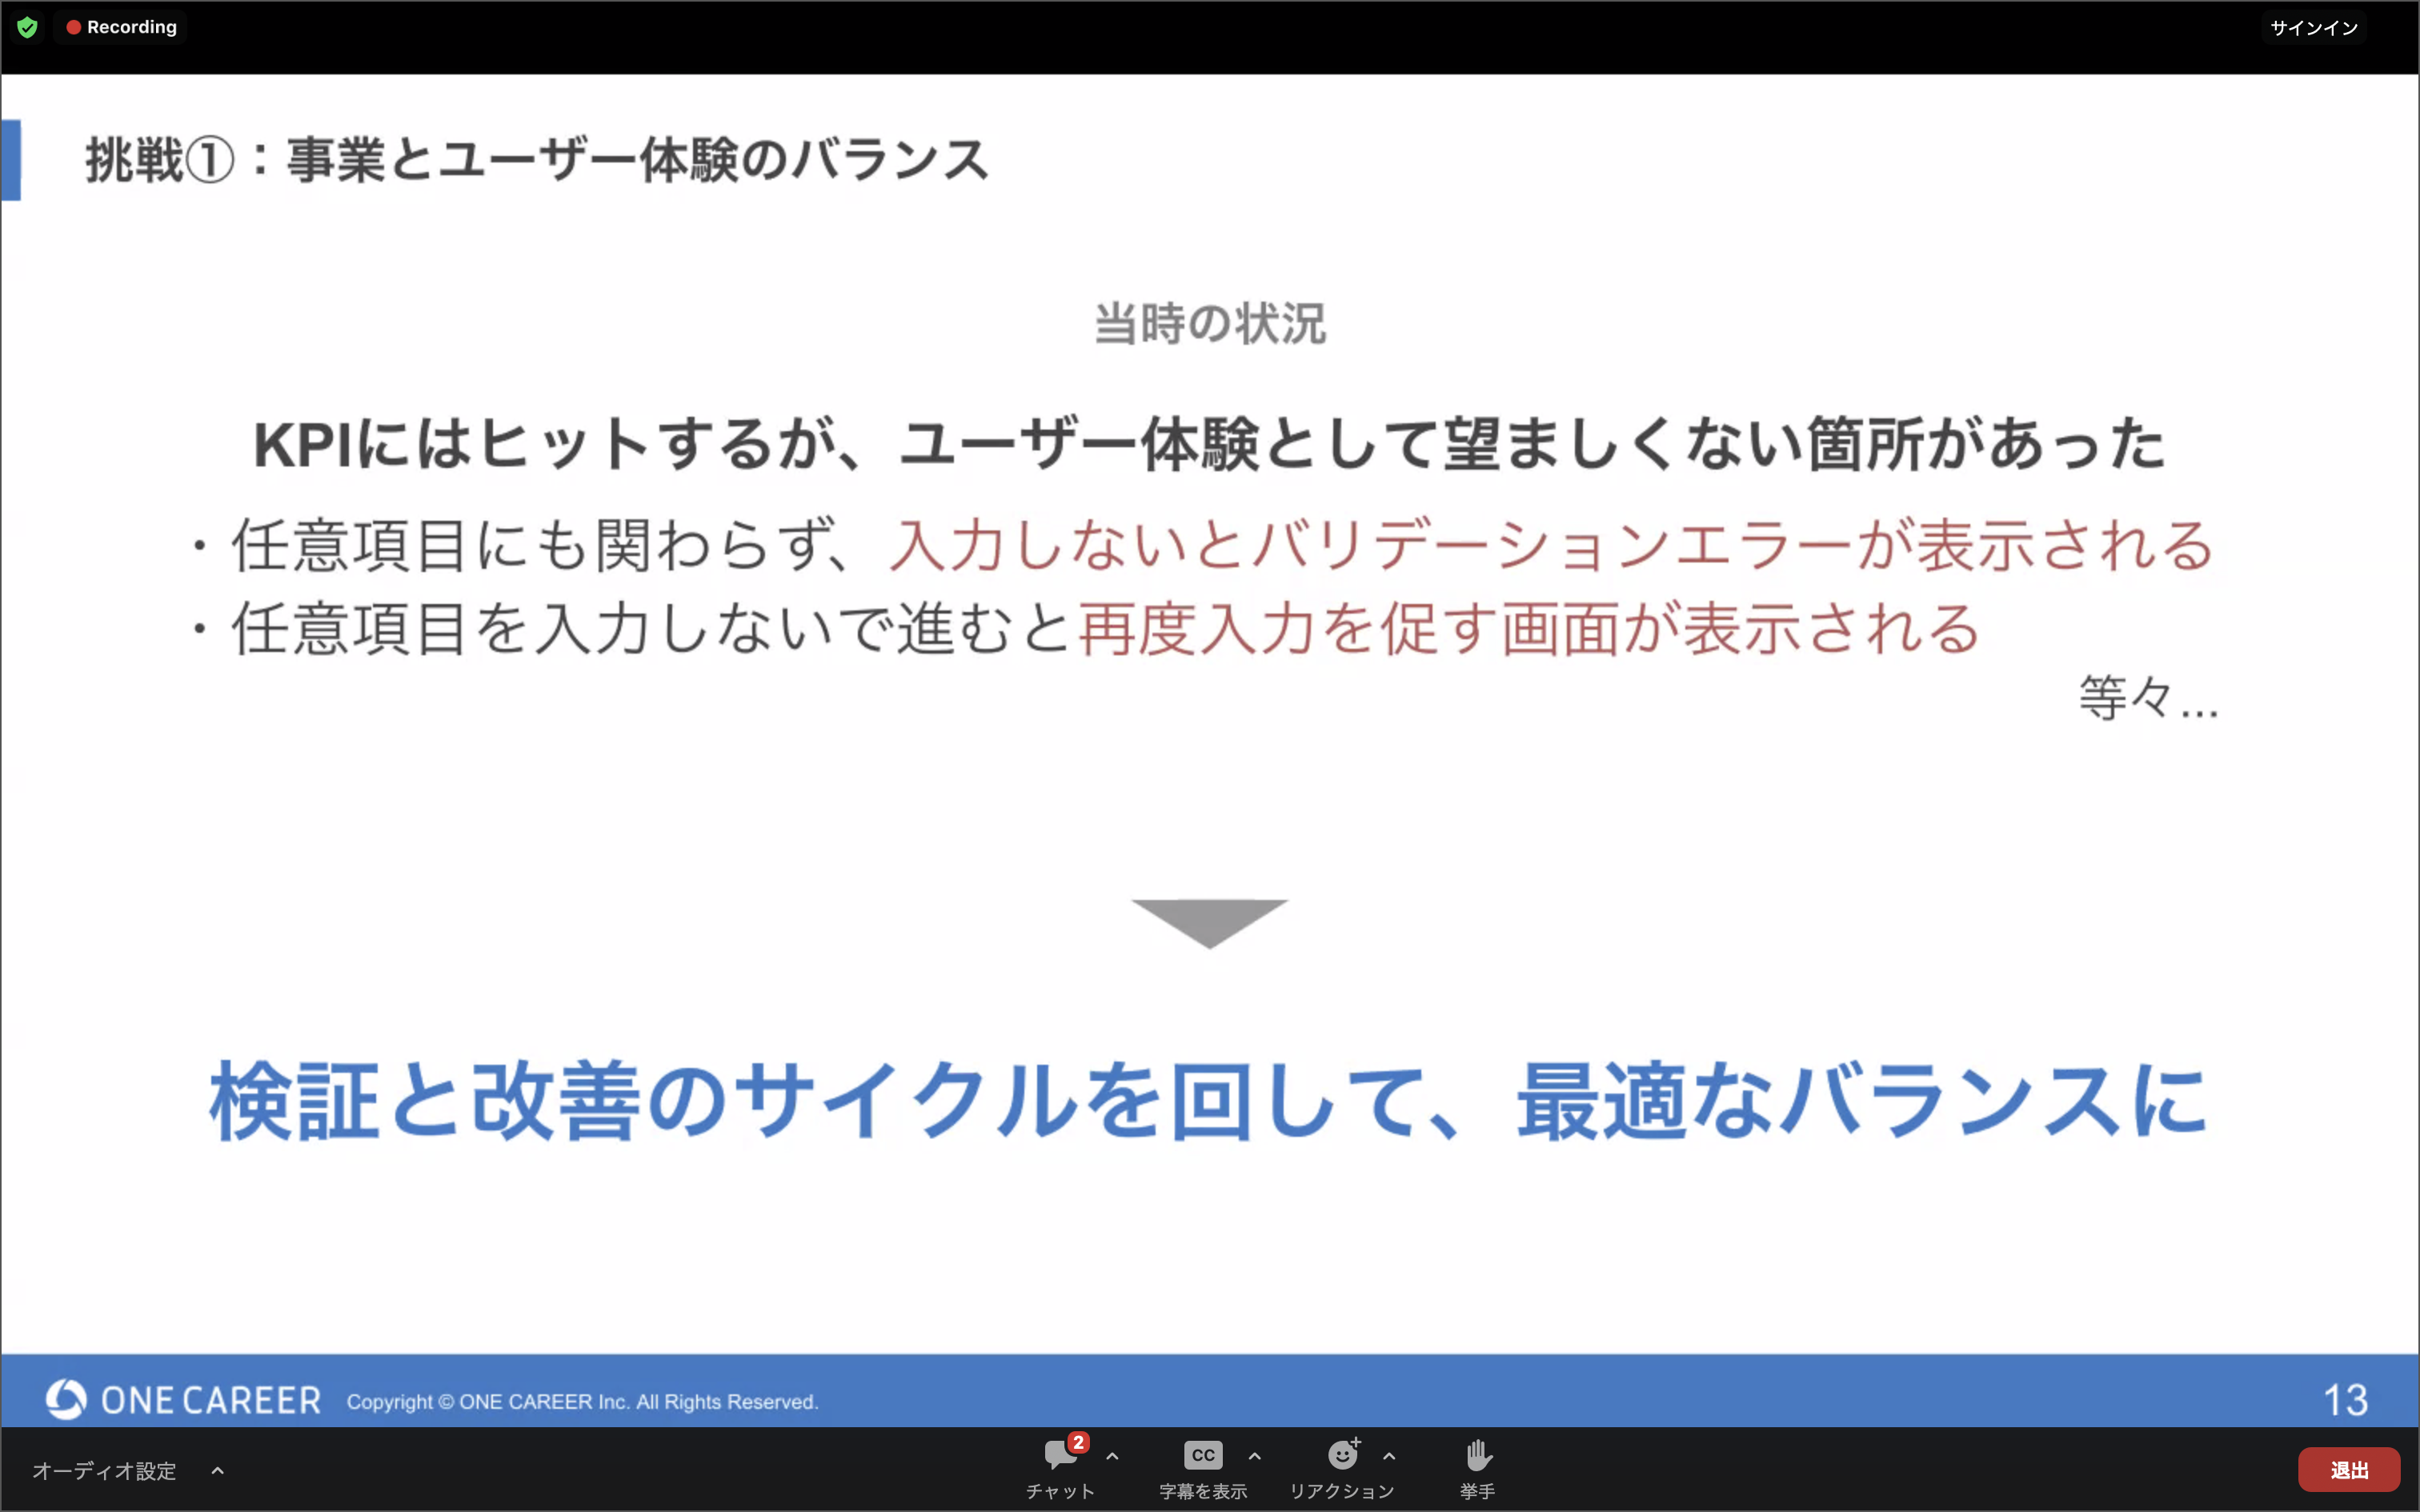 Recording
サインイン
挑戦①：事業とユーザー体験のバランス
当時の状況
KPIにはヒットするが、ユーザー体験として望ましくない箇所があった
・任意項目にも関わらず、入力しないとバリデーションエラーが表示される
・任意項目を入力しないで進むと再度入力を促す画面が表示される
等々...
検証と改善のサイクルを回して、最適なバランスに
ONE CAREER Copyright © ONE CAREER Inc. All Rights Reserved. 13
オーディオ設定
2
チャット
CC
字幕を表示
リアクション
挙手
退出